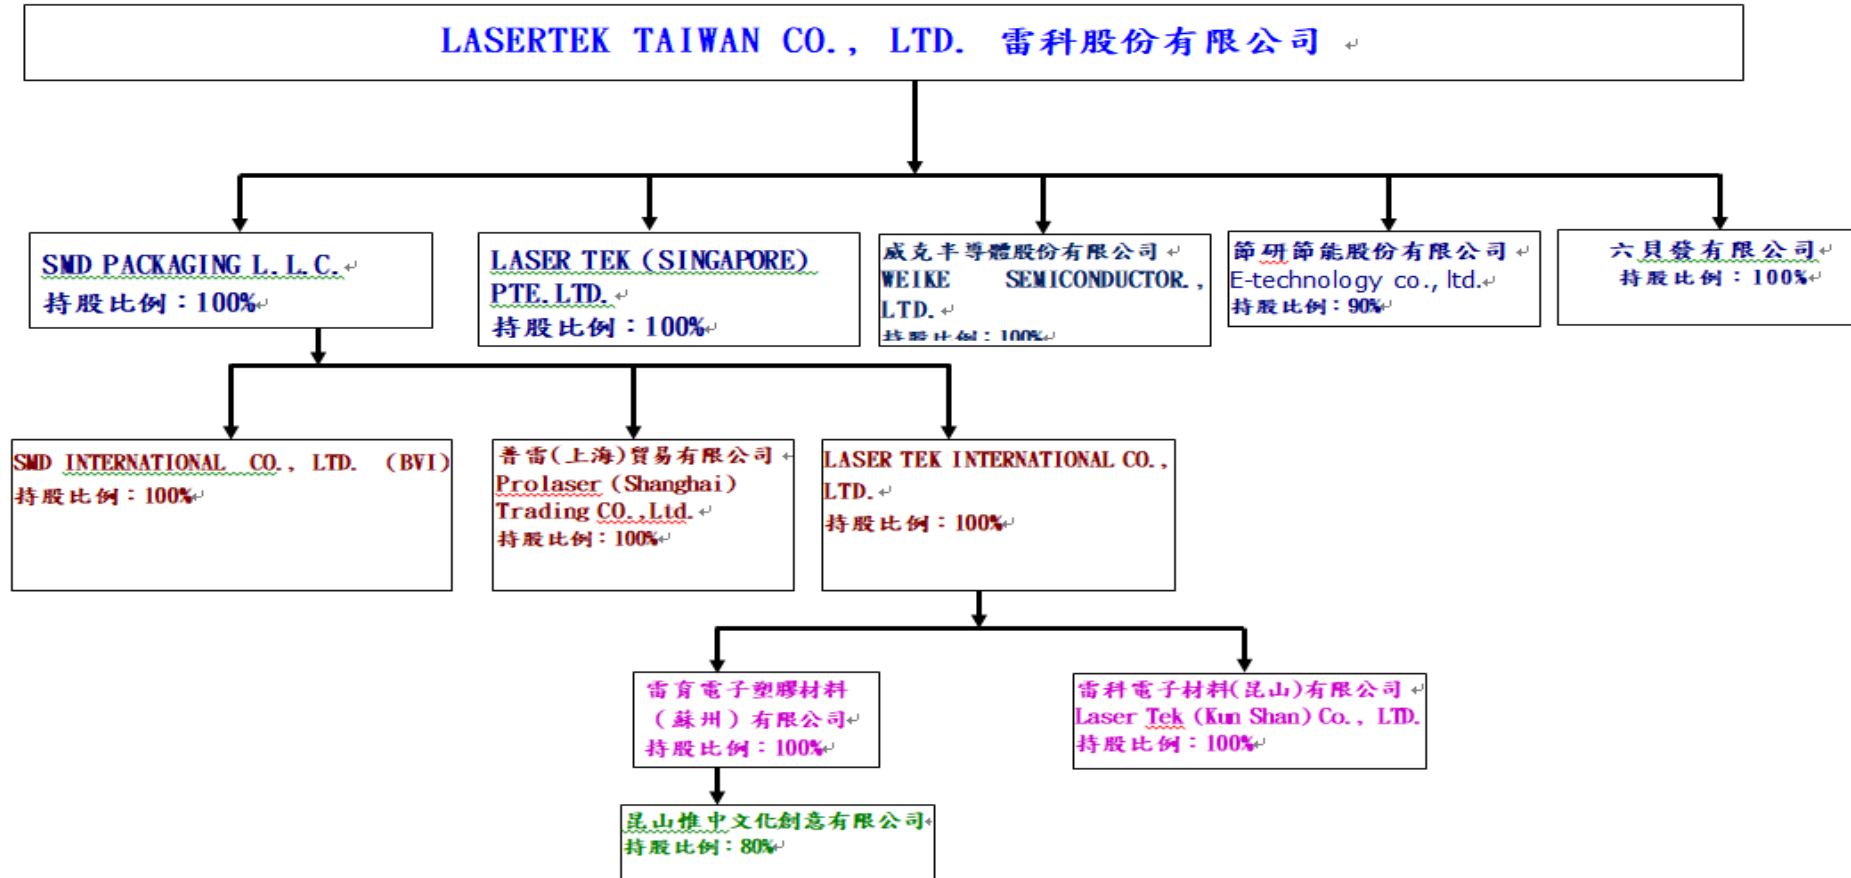 LASERTEK TAIWAN CO., LTD. 雷科股份有限公司
SMD PACKAGING L.L.C.
持股比例：100%
LASER TEK (SINGAPORE)
PTE.LTD.
持股比例：100%
威克半導體股份有限公司
WEIKE SEMICONDUCTOR.,
LTD.
持股比例：100%
節研節能股份有限公司
E-technology co., ltd.
持股比例：90%
六貝發有限公司
持股比例：100%
SMD INTERNATIONAL CO., LTD. (BVI)
持股比例：100%
普雷(上海)貿易有限公司
Prolaser (Shanghai)
Trading CO.,Ltd.
持股比例：100%
LASER TEK INTERNATIONAL CO.,
LTD.
持股比例：100%
雷育電子塑膠材料
（蘇州）有限公司
持股比例：100%
雷科電子材料(昆山)有限公司
Laser Tek (Kun Shan) Co., LTD.
持股比例：100%
昆山惟中文化創意有限公司
持股比例：80%